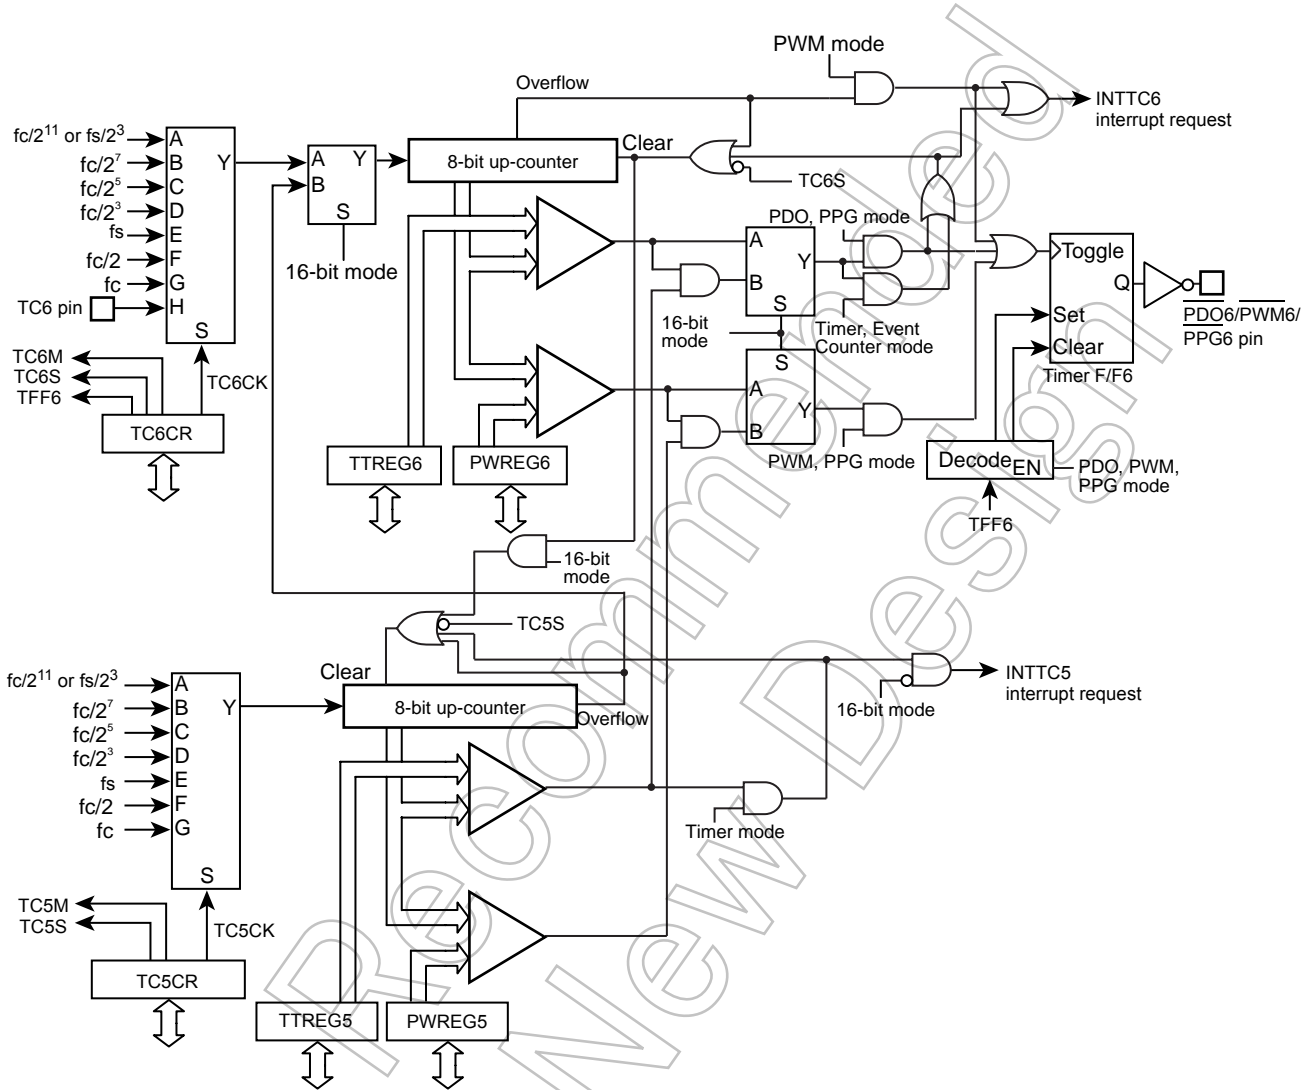 PWM mode
Overflow
INTTC6
interrupt request
fc/2¹¹ or fs/2³
A
fc/2⁷
B
Y
fc/2⁵
C
fc/2³
D
fs
E
fc/2
F
fc
G
TC6 pin
H
S
A
Y
B
S
16-bit mode
8-bit up-counter
Clear
TC6S
PDO, PPG mode
A
Y
B
S
16-bit
mode
Timer, Event
Counter mode
S
A
Y
B
PWM, PPG mode
Toggle
Q
Set
Clear
Timer F/F6
PDO6/PWM6/
PPG6 pin
Decode
EN
PDO, PWM,
PPG mode
TFF6
TC6M
TC6S
TFF6
TC6CK
TC6CR
TTREG6
PWREG6
16-bit
mode
TC5S
Clear
8-bit up-counter
Overflow
INTTC5
interrupt request
16-bit mode
Timer mode
fc/2¹¹ or fs/2³
A
fc/2⁷
B
Y
fc/2⁵
C
fc/2³
D
fs
E
fc/2
F
fc
G
S
TC5M
TC5S
TC5CK
TC5CR
TTREG5
PWREG5
Recommended
New Design